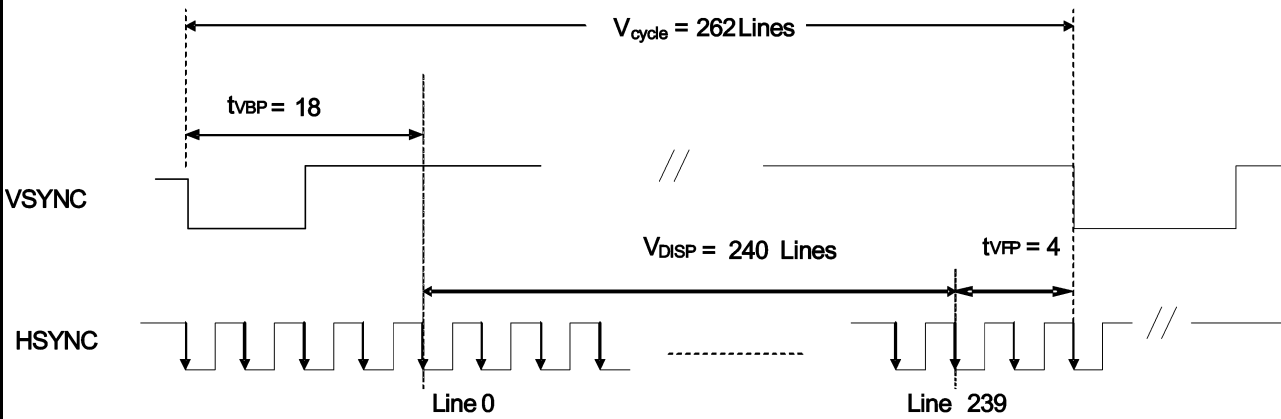 Vcycle = 262 Lines
tVBP = 18
VSYNC
VDISP = 240 Lines
tVFP = 4
HSYNC
Line 0
Line 239